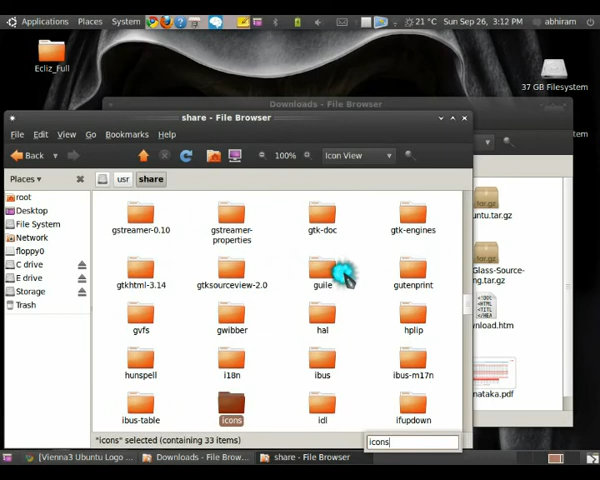 Applications Places System 21 °C Sun Sep 26, 3:12 PM abhiram
Ecliz_Full
37 GB Filesystem
Downloads - File Browser
share - File Browser
File Edit View Go Bookmarks Help
Back 100% Icon View
Places usr share
root
Desktop
File System
Network
floppy0
C drive
E drive
Storage
Trash
gstreamer-0.10 gstreamer-properties gtk-doc gtk-engines
gtkhtml-3.14 gtksourceview-2.0 guile gutenprint
gvfs gwibber hal hplip
hunspell i18n ibus ibus-m17n
ibus-table icons idl ifupdown
untu.tar.gz
Glass-Source-
ng.tar.gz
nload.htm
nataka.pdf
"icons" selected (containing 33 items)
icons
[Vienna3 Ubuntu Logo ... Downloads - File Brow... share - File Browser